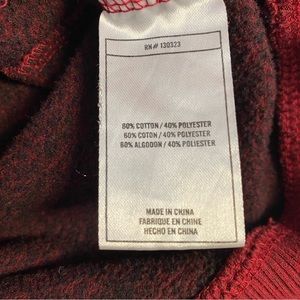 RN# 130323
60% COTTON / 40% POLYESTER
60% COTON / 40% POLYESTER
60% ALGODON / 40% POLIESTER
MADE IN CHINA
FABRIQUE EN CHINE
HECHO EN CHINA